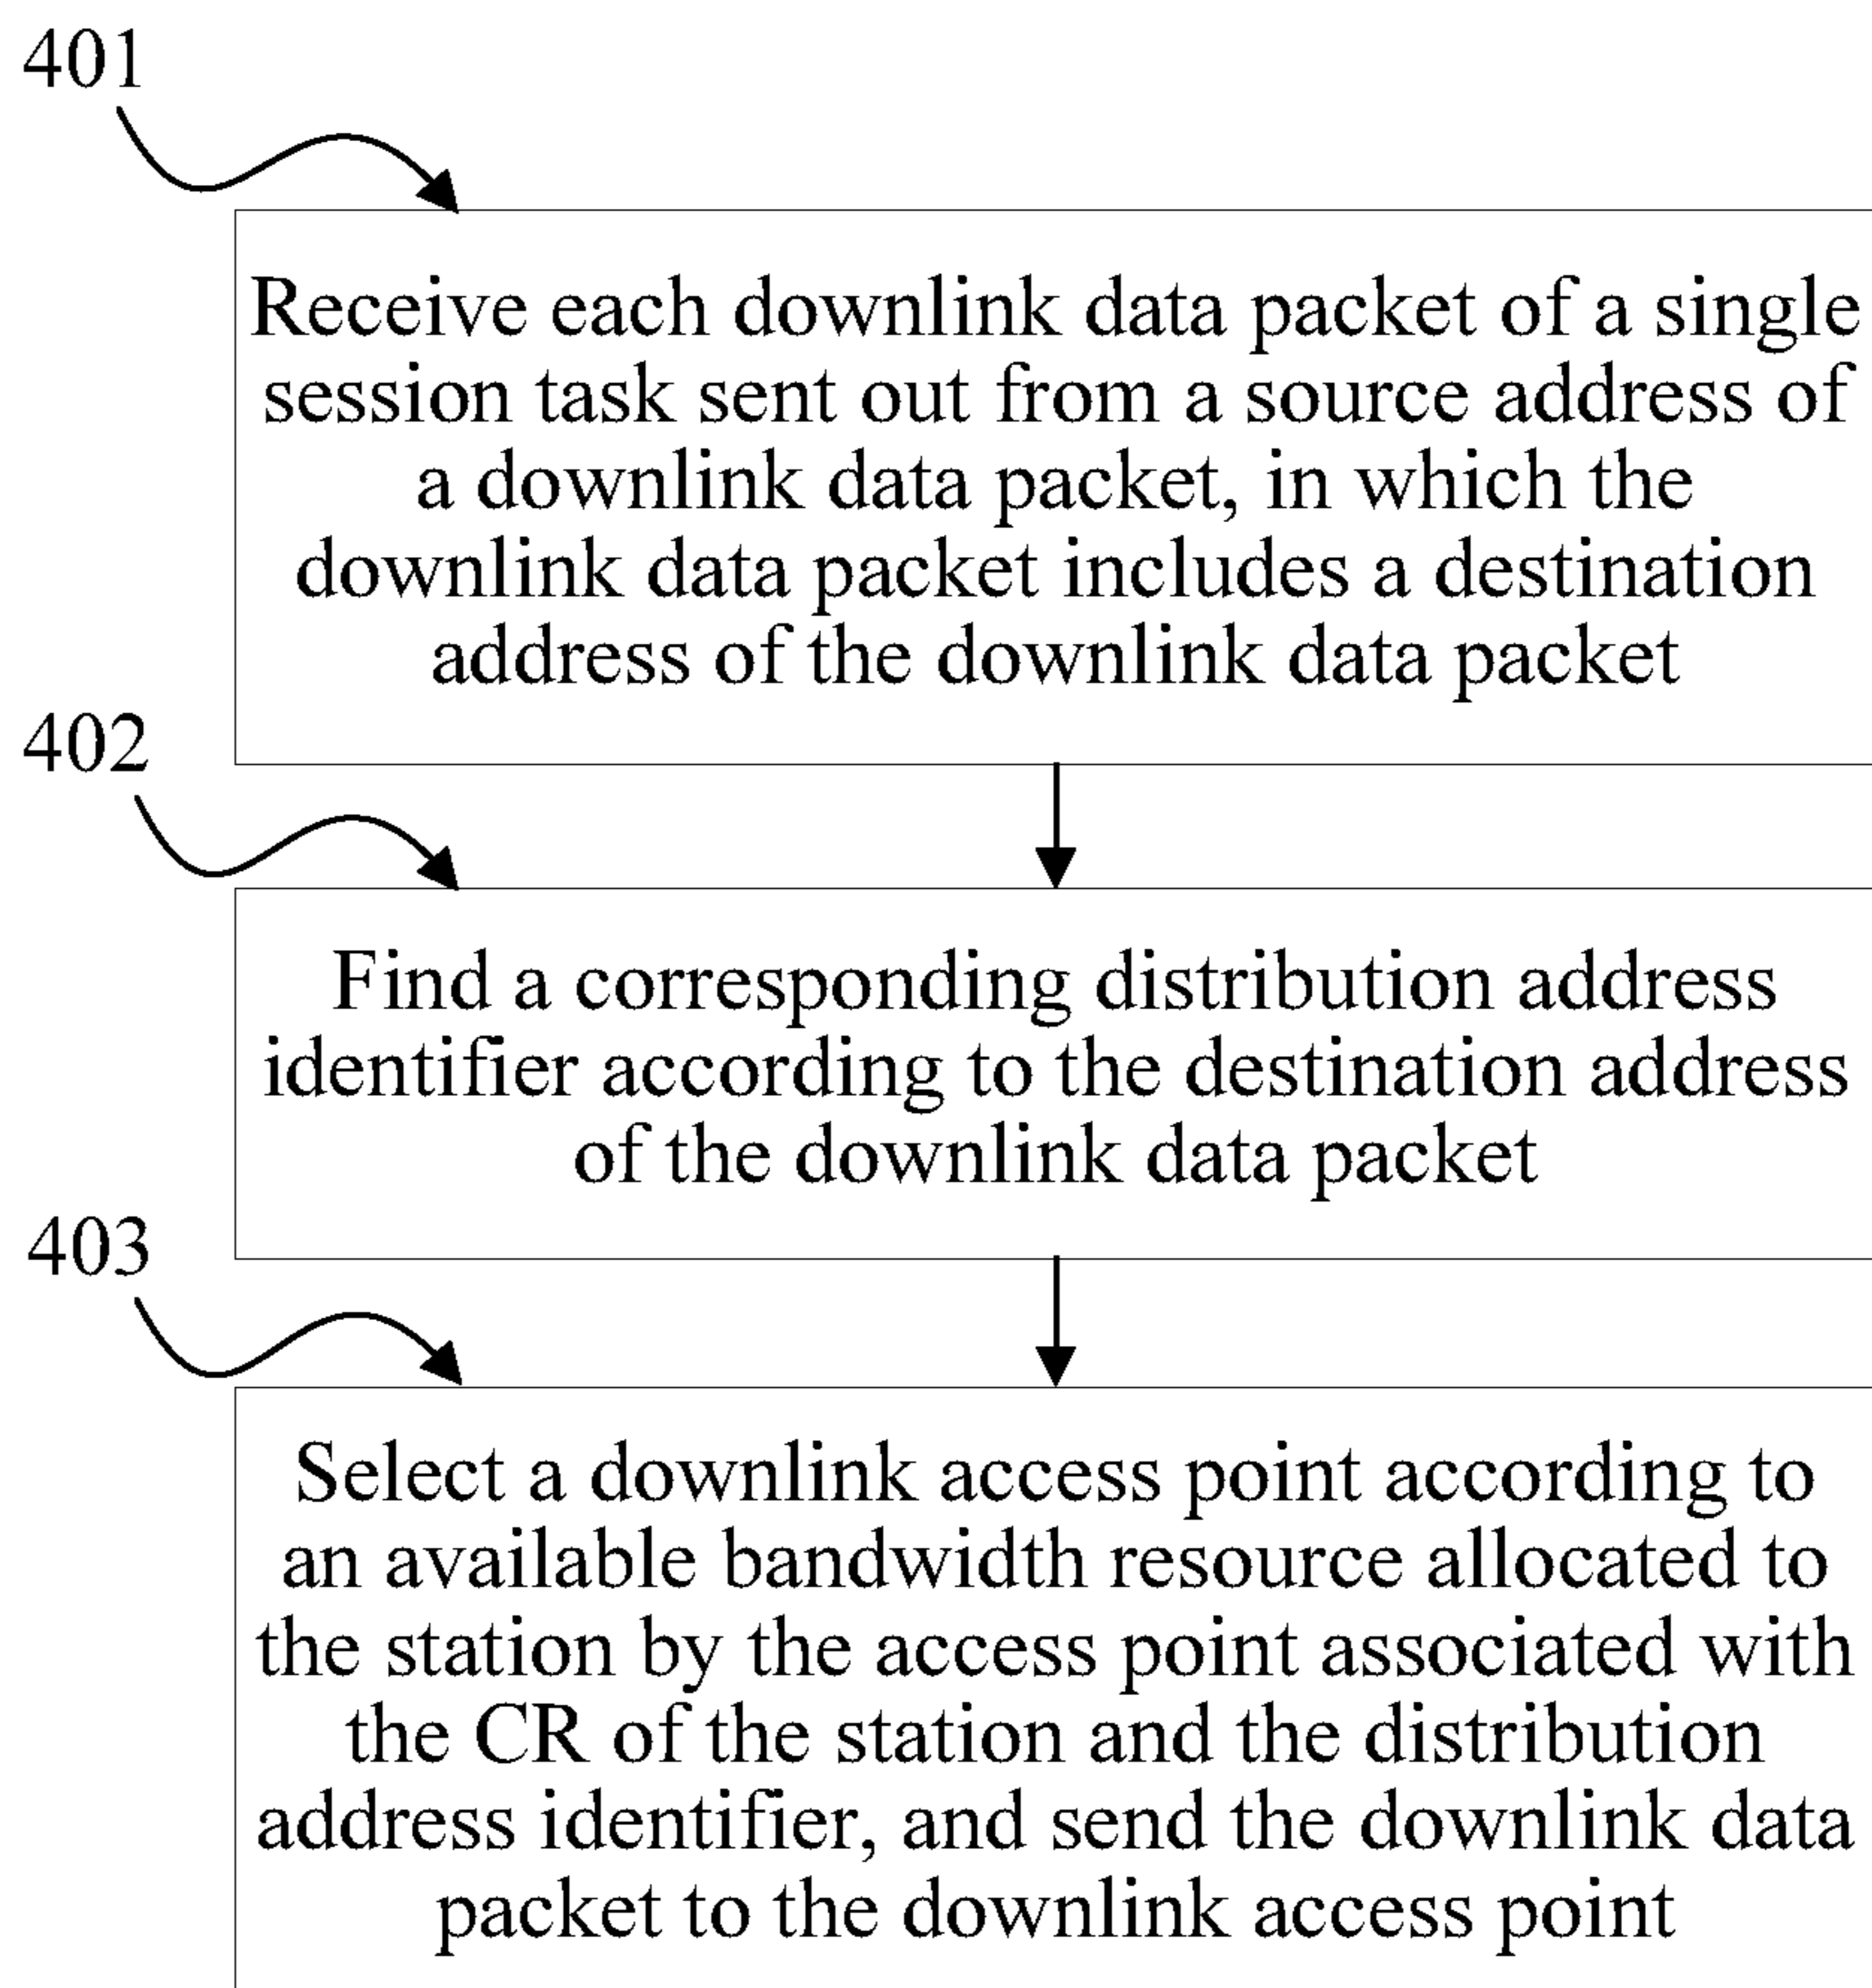 401
Receive each downlink data packet of a single
session task sent out from a source address of
a downlink data packet, in which the
downlink data packet includes a destination
address of the downlink data packet
402
Find a corresponding distribution address
identifier according to the destination address
of the downlink data packet
403
Select a downlink access point according to
an available bandwidth resource allocated to
the station by the access point associated with
the CR of the station and the distribution
address identifier, and send the downlink data
packet to the downlink access point